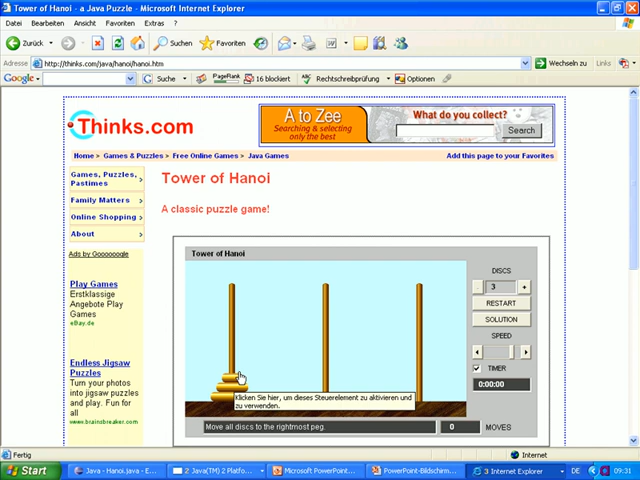 Tower of Hanoi - a Java Puzzle - Microsoft Internet Explorer
Datei Bearbeiten Ansicht Favoriten Extras ?
Zurück Suchen Favoriten
Adresse http://thinks.com/java/hanoi/hanoi.htm Wechseln zu Links
Google Suche PageRank 16 blockiert Rechtschreibprüfung Optionen
Thinks.com
A to Zee
Searching & selecting
only the best
What do you collect?
Search
Home > Games & Puzzles > Free Online Games > Java Games
Add this page to your Favorites
Games, Puzzles,
Pastimes
Family Matters
Online Shopping
About
Ads by Goooooogle
Play Games
Erstklassige
Angebote Play
Games
eBay.de
Endless Jigsaw
Puzzles
Turn your photos
into jigsaw puzzles
and play. Fun for
all
www.brainsbreaker.com
Tower of Hanoi
A classic puzzle game!
Tower of Hanoi
DISCS
- 3 +
RESTART
SOLUTION
SPEED
TIMER
0:00:00
Klicken Sie hier, um dieses Steuerelement zu aktivieren und
zu verwenden.
Move all discs to the rightmost peg.
0 MOVES
Fertig Internet
Start Java - Hanoi.java - E... 2 Java(TM) 2 Platfo... Microsoft PowerPoint... PowerPoint-Bildschirm... 3 Internet Explorer DE 09:31